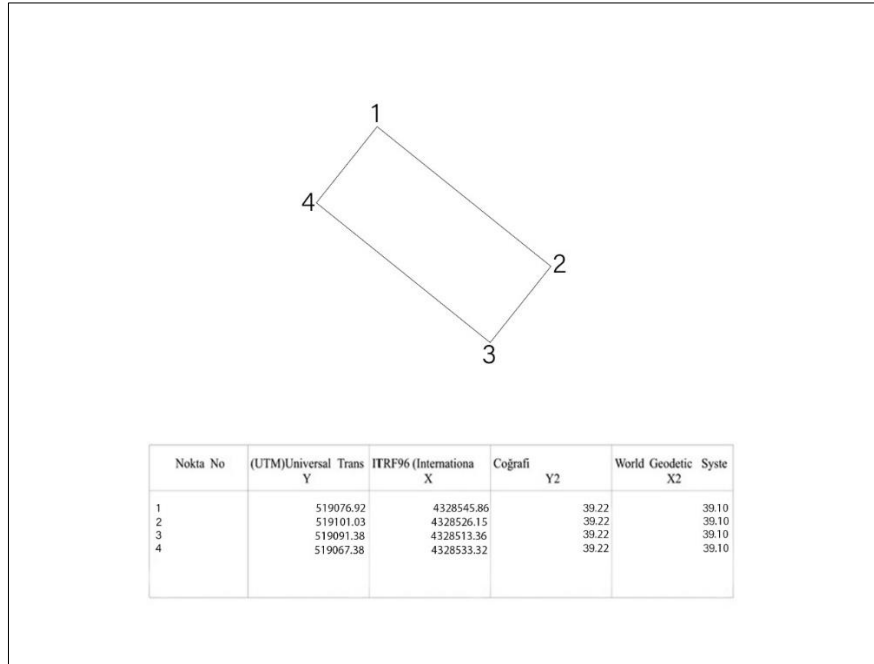 1
4
2
3
Nokta No (UTM)Universal Trans ITRF96 (Internationa Coğrafi World Geodetic Syste
Y X Y2 X2
1 519076.92 4328545.86 39.22 39.10
2 519101.03 4328526.15 39.22 39.10
3 519091.38 4328513.36 39.22 39.10
4 519067.38 4328533.32 39.22 39.10